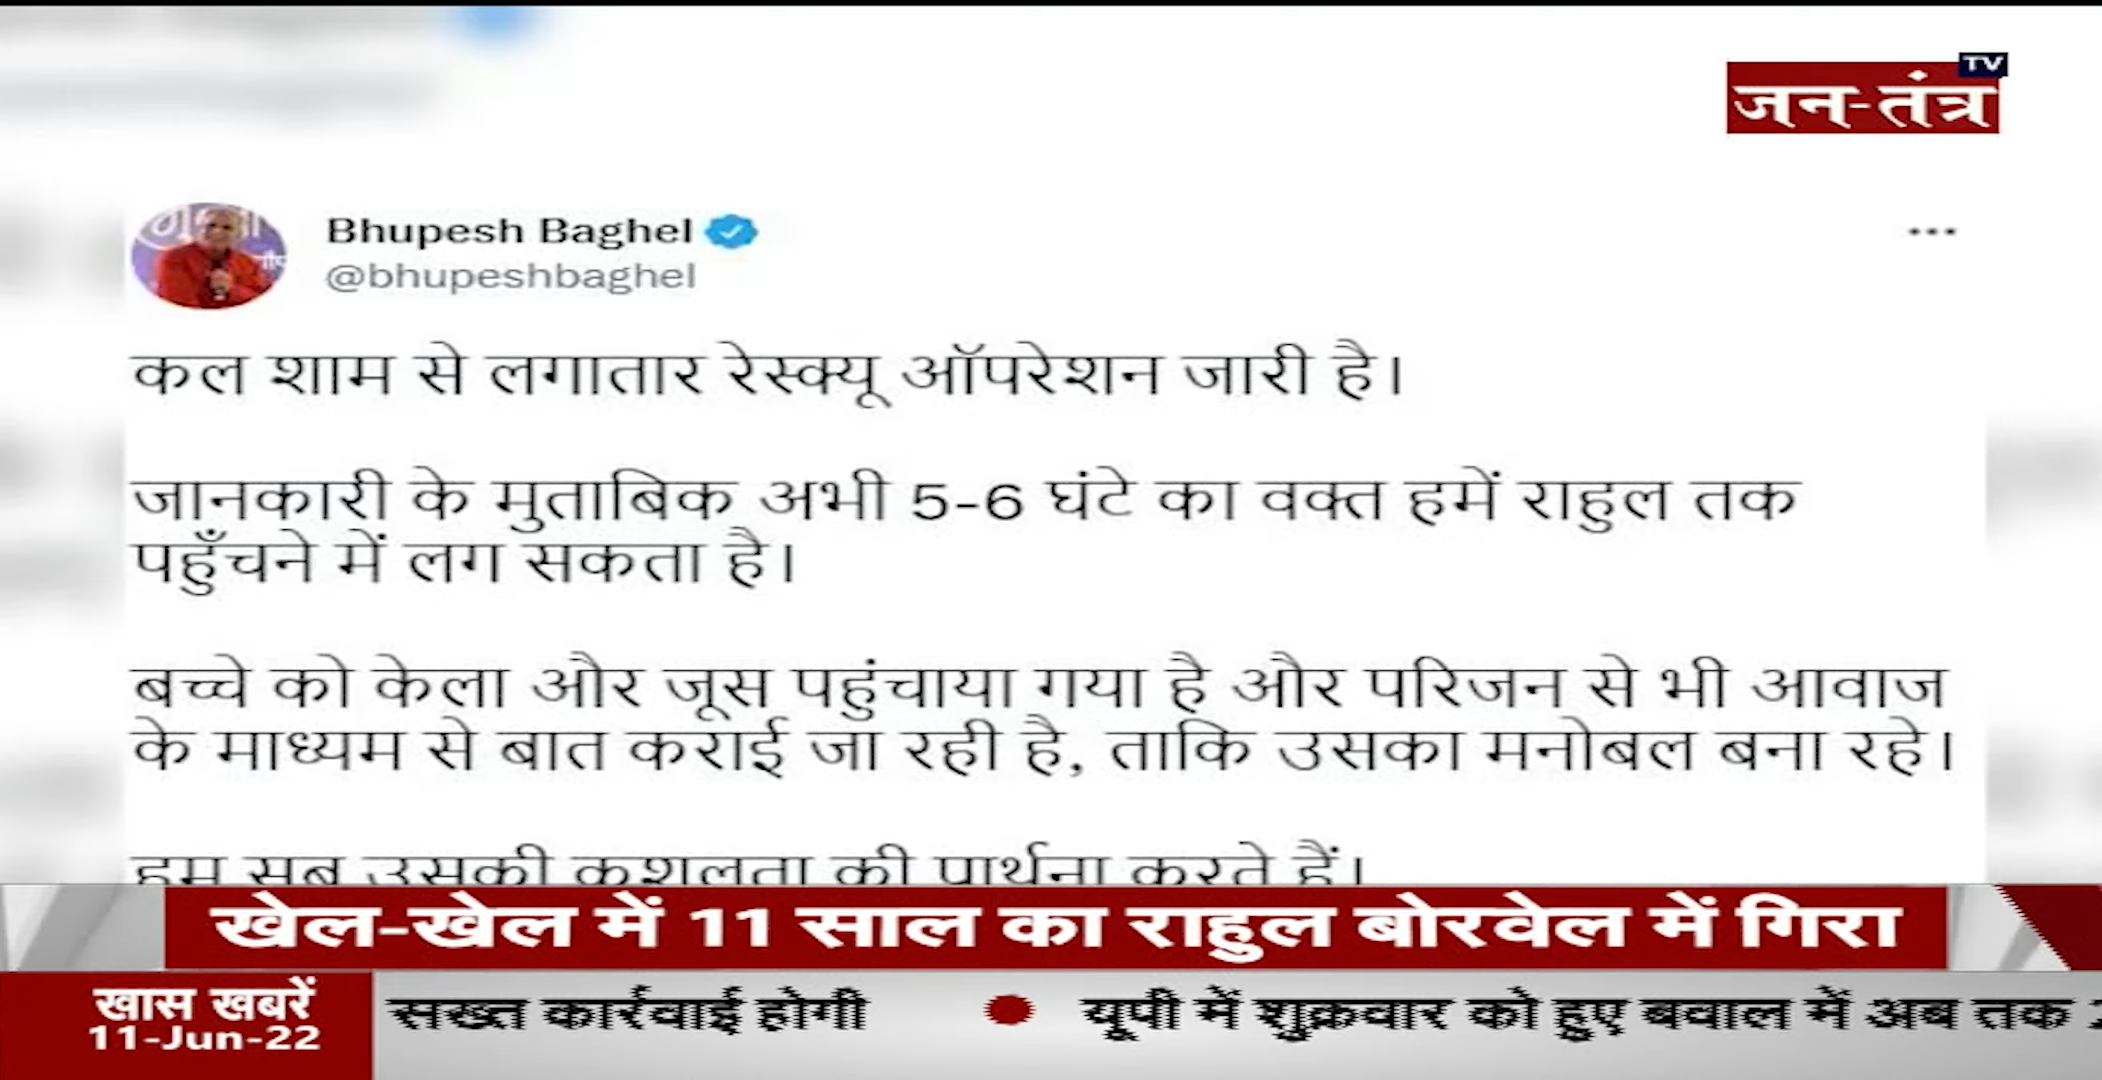 TV
जन-तंत्र
Bhupesh Baghel
@bhupeshbaghel
कल शाम से लगातार रेस्क्यू ऑपरेशन जारी है।
जानकारी के मुताबिक अभी 5-6 घंटे का वक्त हमें राहुल तक
पहुँचने में लग सकता है।
बच्चे को केला और जूस पहुंचाया गया है और परिजन से भी आवाज
के माध्यम से बात कराई जा रही है, ताकि उसका मनोबल बना रहे।
हम सब उसकी कुशलता की प्रार्थना करते हैं।
खेल-खेल में 11 साल का राहुल बोरवेल में गिरा
खास खबरें
11-Jun-22
सख्त कार्रवाई होगी
यूपी में शुक्रवार को हुए बवाल में अब तक